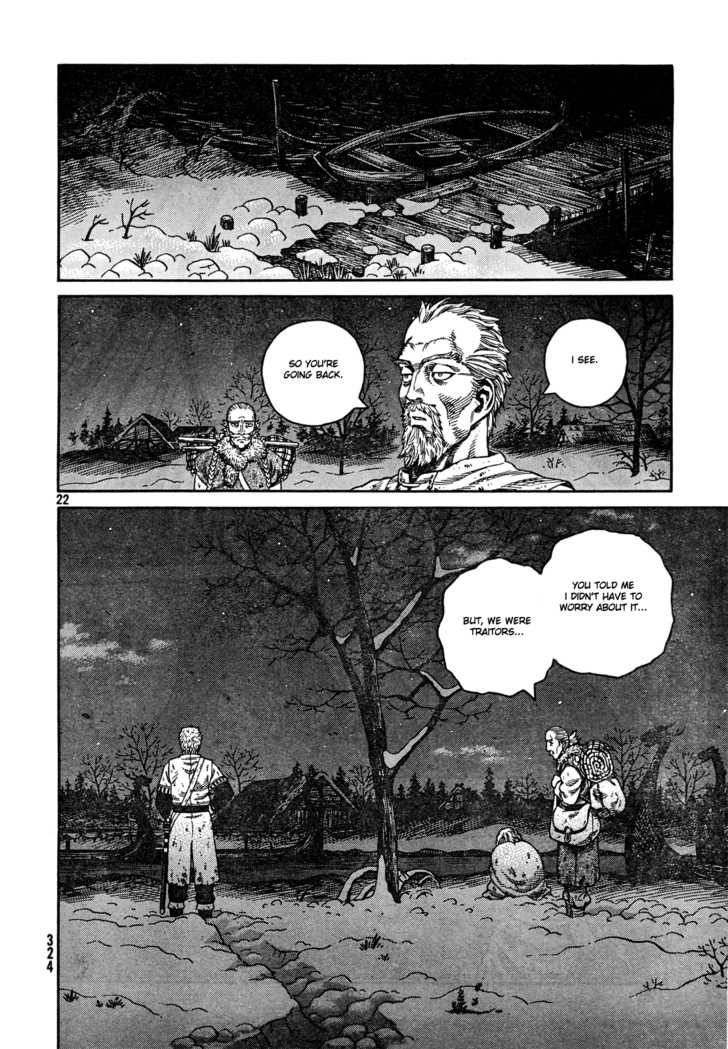 I SEE.
SO YOU'RE
GOING BACK.
22
YOU TOLD ME
I DIDN'T HAVE TO
WORRY ABOUT IT...
BUT, WE WERE
TRAITORS...
324